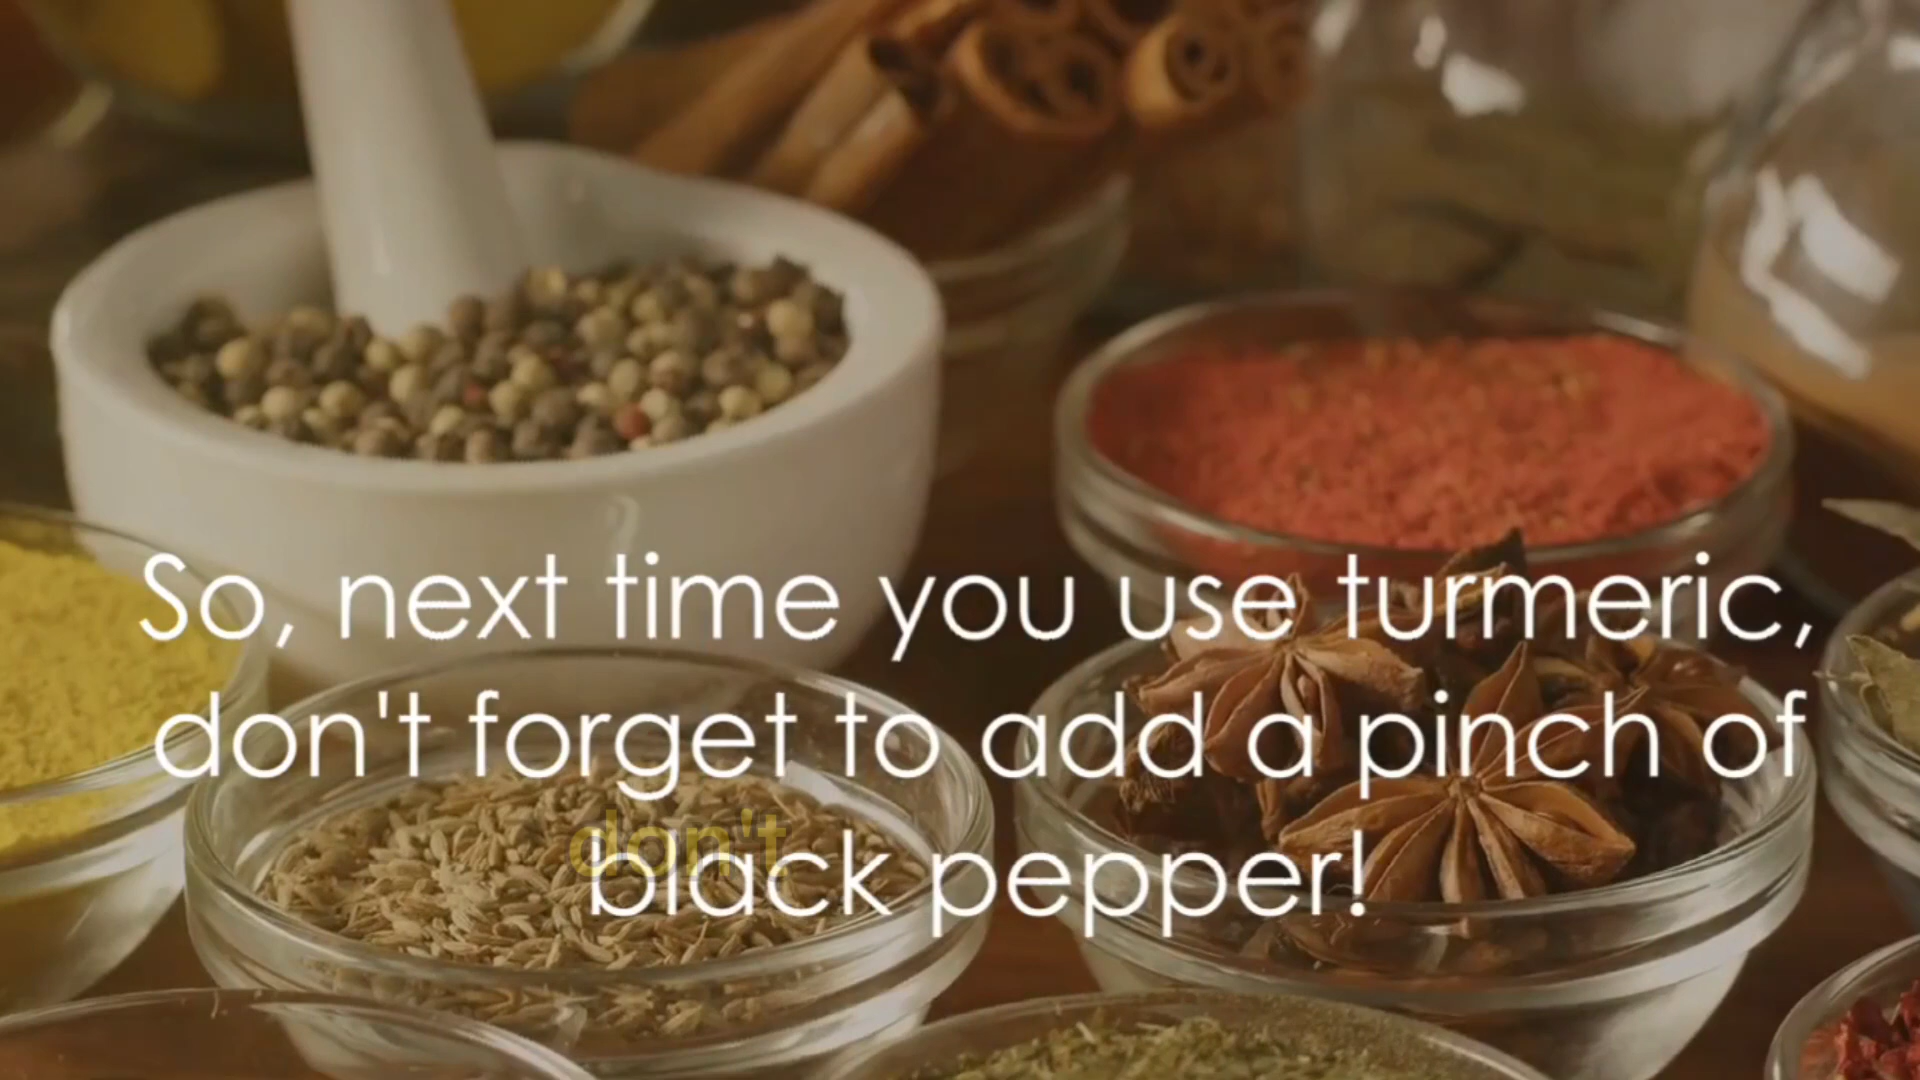 So, next time you use turmeric,
don't forget to add a pinch of
don't
black pepper!